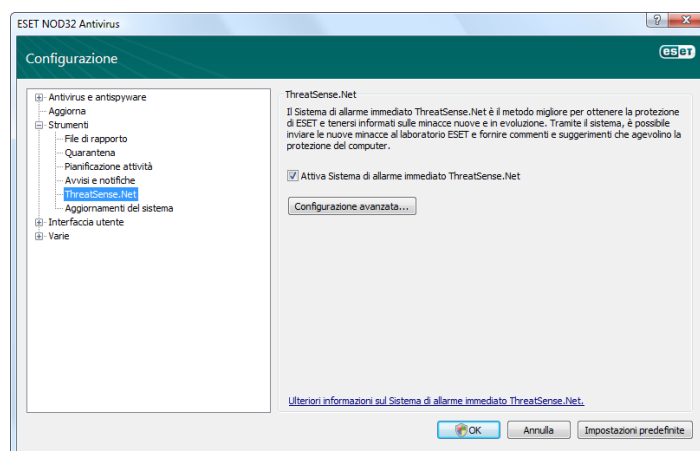 ESET NOD32 Antivirus
Configurazione
eset
Antivirus e antispyware
Aggiorna
Strumenti
File di rapporto
Quarantena
Pianificazione attività
Avvisi e notifiche
ThreatSense.Net
Aggiornamenti del sistema
Interfaccia utente
Varie
ThreatSense.Net
Il Sistema di allarme immediato ThreatSense.Net è il metodo migliore per ottenere la protezione
di ESET e tenersi informati sulle minacce nuove e in evoluzione. Tramite il sistema, è possibile
inviare le nuove minacce al laboratorio ESET e fornire commenti e suggerimenti che agevolino la
protezione del computer.
Attiva Sistema di allarme immediato ThreatSense.Net
Configurazione avanzata...
Ulteriori informazioni sul Sistema di allarme immediato ThreatSense.Net.
OK
Annulla
Impostazioni predefinite